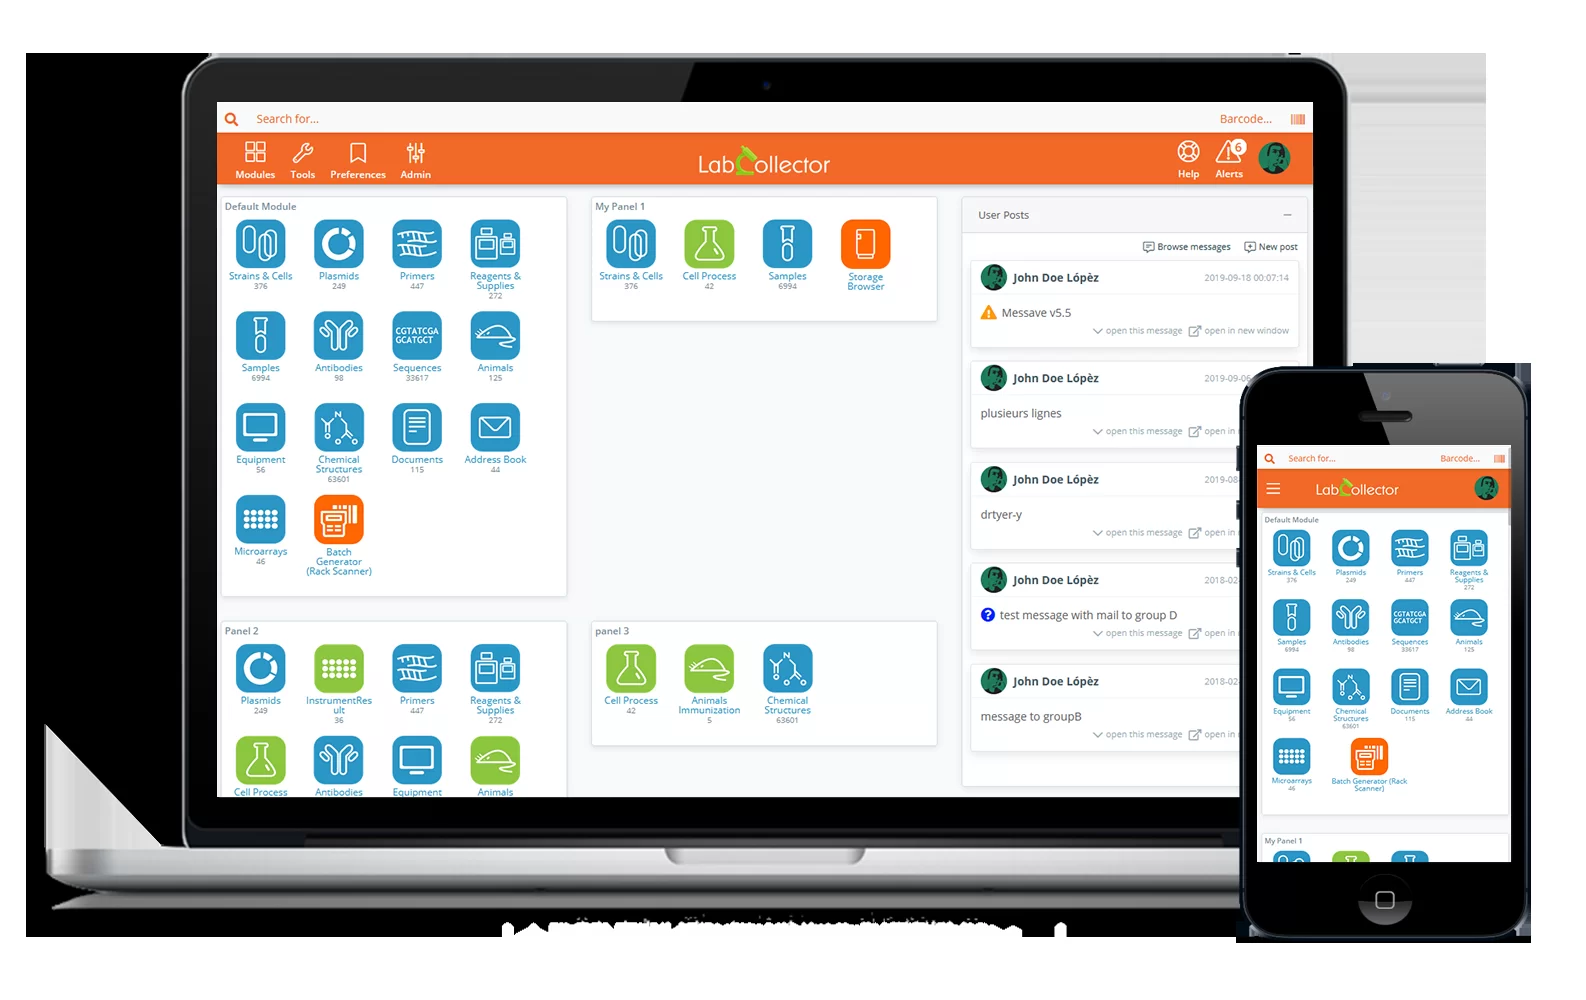 Search for...
Barcode...
Modules
Tools
Preferences
Admin
LabCollector
Help
Alerts
6
Default Module
Strains & Cells
376
Plasmids
249
Primers
447
Reagents &
Supplies
272
Samples
6994
Antibodies
98
CGTATCGA
GCATGCT
Sequences
33617
Animals
125
Equipment
56
N
Chemical
Structures
63601
Documents
115
Address Book
44
Microarrays
46
Batch
Generator
(Rack Scanner)
My Panel 1
Strains & Cells
376
Cell Process
42
Samples
6994
Storage
Browser
Panel 2
Plasmids
249
InstrumentRes
ult
36
Primers
447
Reagents &
Supplies
272
Cell Process
Antibodies
Equipment
Animals
panel 3
Cell Process
42
Animals
Immunization
5
N
Chemical
Structures
63601
User Posts
Browse messages
New post
John Doe Lópèz
2019-09-18 00:07:14
Messave v5.5
open this message
open in new window
John Doe Lópèz
2019-09-06
plusieurs lignes
open this message
open in
John Doe Lópèz
2019-08-
drtyer-y
open this message
open in
John Doe Lópèz
2018-02-
test message with mail to group D
open this message
open in
John Doe Lópèz
2018-02-
message to groupB
open this message
open in
Search for...
Barcode...
LabCollector
Default Module
Strains & Cells
376
Plasmids
249
Primers
447
Reagents &
Supplies
272
Samples
6994
Antibodies
98
CGTATCGA
GCATGCT
Sequences
33617
Animals
125
Equipment
56
N
Chemical
Structures
63601
Documents
115
Address Book
44
Microarrays
46
Batch Generator (Rack
Scanner)
My Panel 1